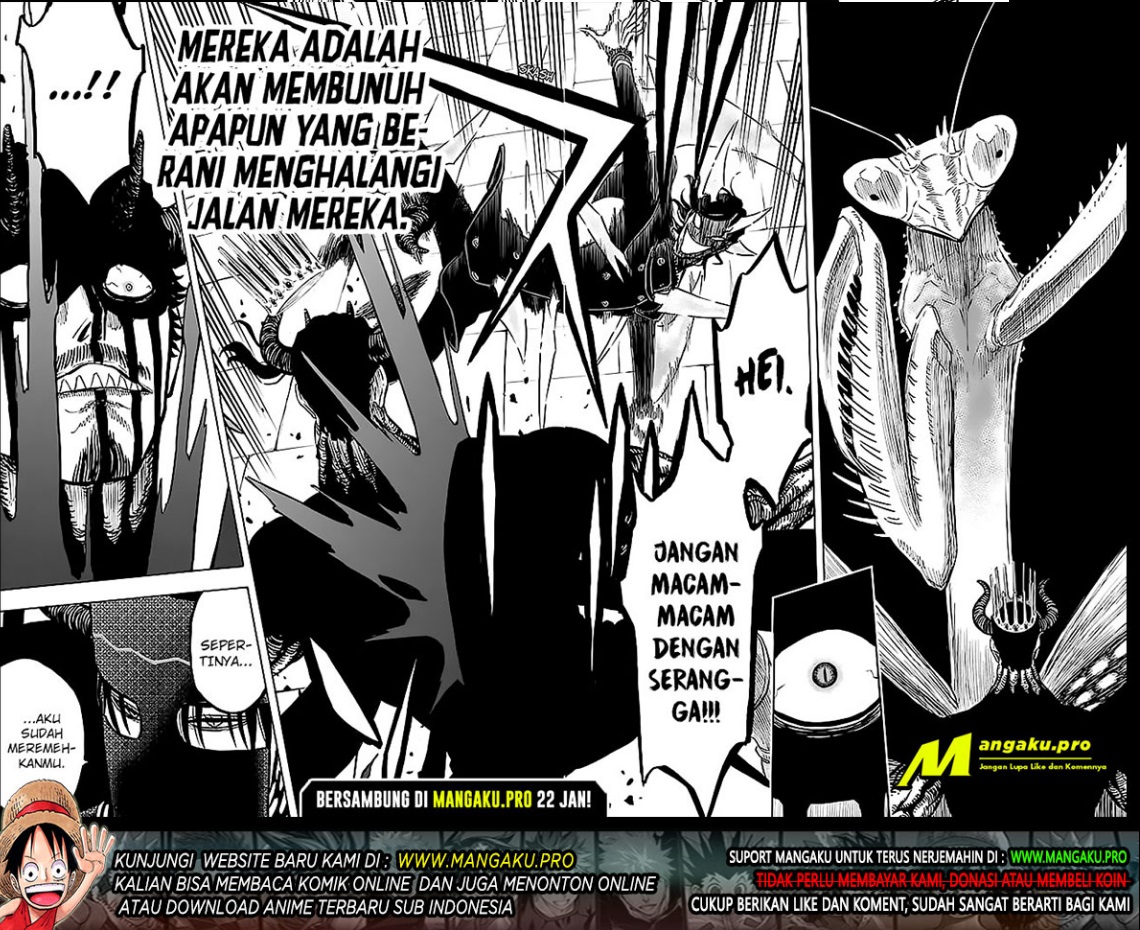 MEREKA ADALAH
AKAN MEMBUNUH
APAPUN YANG BE-
RANI MENGHALANGI
JALAN MEREKA.
...!!
SKASH
HEI.
JANGAN
MACAM-
MACAM
DENGAN
SERANG-
GA!!!
SEPER-
TINYA...
...AKU
SUDAH
MEREMEH-
KANMU.
Mangaku.pro
Jangan Lupa Like dan Komennya
BERSAMBUNG DI MANGAKU.PRO 22 JAN!
KUNJUNGI WEBSITE BARU KAMI DI : WWW.MANGAKU.PRO
KALIAN BISA MEMBACA KOMIK ONLINE DAN JUGA MENONTON ONLINE
ATAU DOWNLOAD ANIME TERBARU SUB INDONESIA
SUPORT MANGAKU UNTUK TERUS NERJEMAHIN DI : WWW.MANGAKU.PRO
TIDAK PERLU MEMBAYAR KAMI, DONASI ATAU MEMBELI KOIN
CUKUP BERIKAN LIKE DAN KOMENT, SUDAH SANGAT BERARTI BAGI KAMI